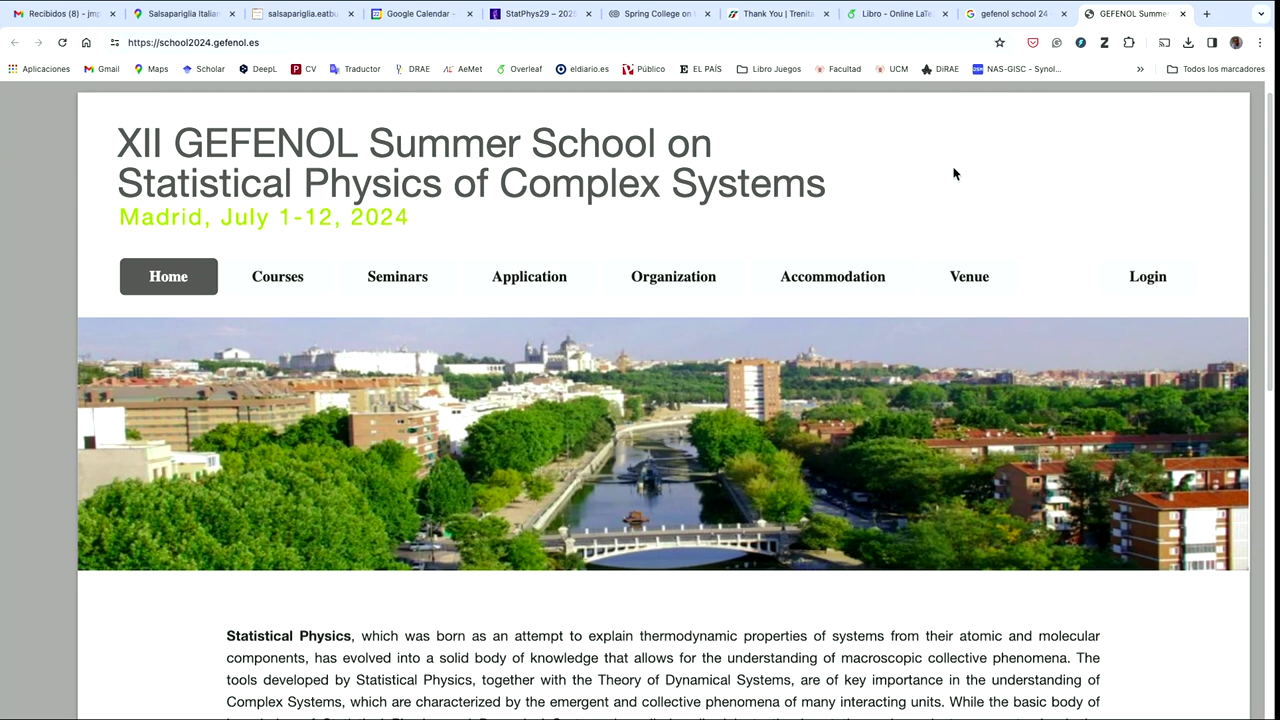 Recibidos (8) - jmp
Salsapariglia Italian
salsapariglia.eatbu
Google Calendar -
StatPhys29 – 2025
Spring College on
Thank You | Trenita
Libro - Online LaTe
gefenol school 24
GEFENOL Summer
https://school2024.gefenol.es
Aplicaciones
Gmail
Maps
Scholar
DeepL
CV
Traductor
DRAE
AeMet
Overleaf
eldiario.es
Público
EL PAÍS
Libro Juegos
Facultad
UCM
DiRAE
NAS-GISC - Synol...
Todos los marcadores
XII GEFENOL Summer School on
Statistical Physics of Complex Systems
Madrid, July 1-12, 2024
Home Courses Seminars Application Organization Accommodation Venue Login
Statistical Physics, which was born as an attempt to explain thermodynamic properties of systems from their atomic and molecular
components, has evolved into a solid body of knowledge that allows for the understanding of macroscopic collective phenomena. The
tools developed by Statistical Physics, together with the Theory of Dynamical Systems, are of key importance in the understanding of
Complex Systems, which are characterized by the emergent and collective phenomena of many interacting units. While the basic body of